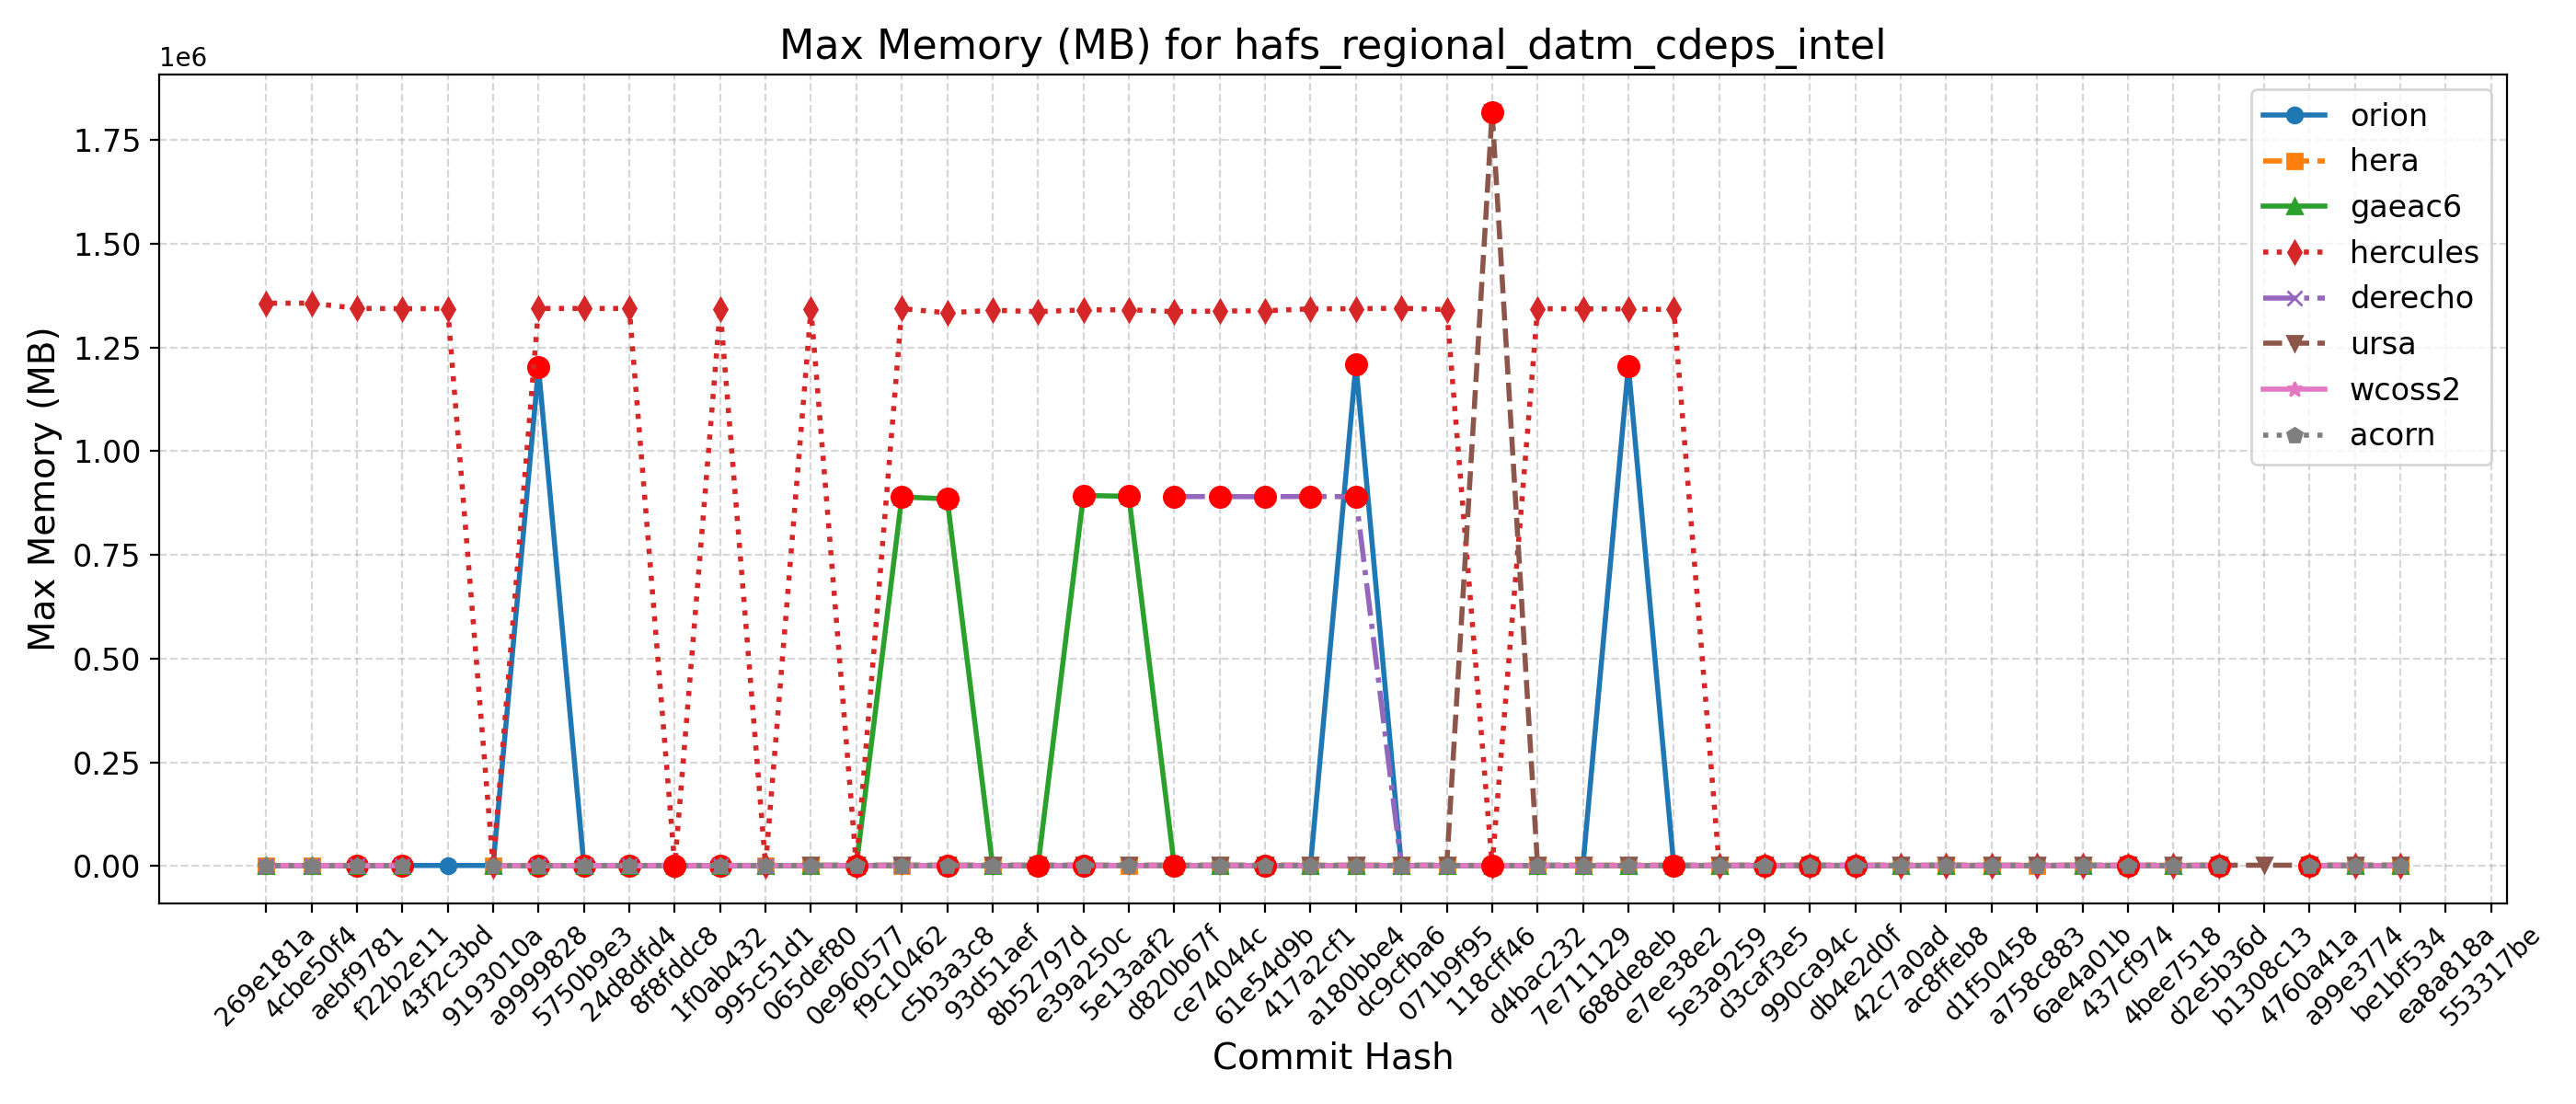 Max Memory (MB) for hafs_regional_datm_cdeps_intel
1e6
1.75
1.50
1.25
1.00
0.75
0.50
0.25
0.00
Max Memory (MB)
orion
hera
gaeac6
hercules
derecho
ursa
wcoss2
acorn
269e181a
4cbe50f4
aebf9781
f22b2e11
43f2c3bd
9193010a
a9999828
5750b9e3
24d8dfd4
8f8fddc8
1f0ab432
995c51d1
065def80
0e960577
f9c10462
c5b3a3c8
93d51aef
8b52797d
e39a250c
5e13aaf2
d820b67f
ce74044c
61e54d9b
417a2cf1
a180bbe4
dc9cfba6
071b9f95
118cff46
d4bac232
7e711129
688dde8eb
e7ee38e2
5e3a9259
d3caf3e5
990ca94c
db4e2d0f
42c7a0ad
ac8ffeb8
d1f50458
a758c883
6ae4a01b
437cf974
4bee7518
d2e5b36d
b1308c13
4760a41a
a99e3774
be1bf534
ea8a818a
553317be
Commit Hash